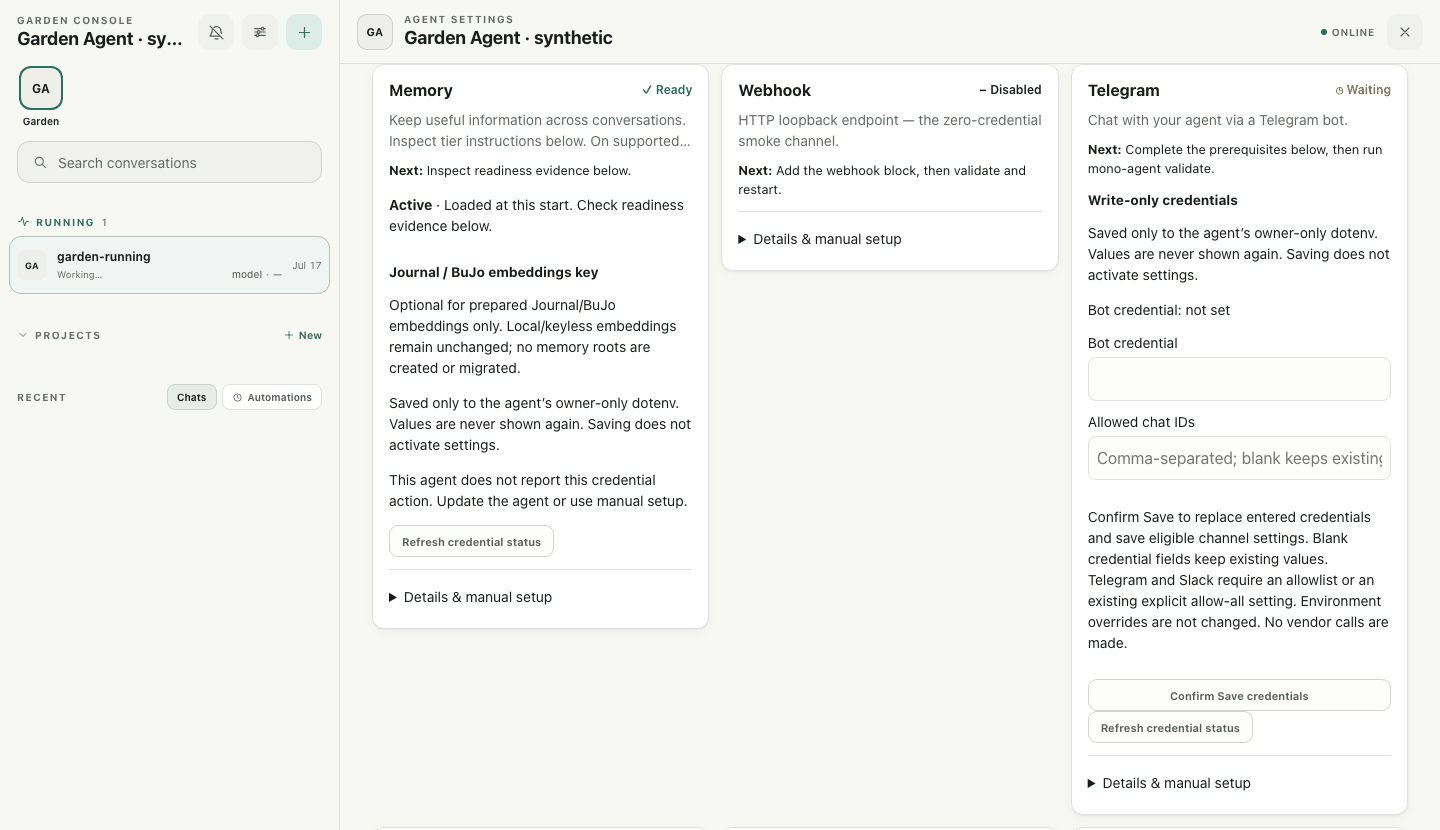 GARDEN CONSOLE
Garden Agent · sy...
GA
Garden
Search conversations
RUNNING 1
GA
garden-running
Working...
model · —
Jul 17
PROJECTS
+ New
RECENT
Chats
Automations
GA
AGENT SETTINGS
Garden Agent · synthetic
ONLINE
Memory
✓ Ready
Keep useful information across conversations.
Inspect tier instructions below. On supported...
Next: Inspect readiness evidence below.
Active · Loaded at this start. Check readiness
evidence below.
Journal / BuJo embeddings key
Optional for prepared Journal/BuJo
embeddings only. Local/keyless embeddings
remain unchanged; no memory roots are
created or migrated.
Saved only to the agent’s owner-only dotenv.
Values are never shown again. Saving does not
activate settings.
This agent does not report this credential
action. Update the agent or use manual setup.
Refresh credential status
Details & manual setup
Webhook
– Disabled
HTTP loopback endpoint — the zero-credential
smoke channel.
Next: Add the webhook block, then validate and
restart.
Details & manual setup
Telegram
Waiting
Chat with your agent via a Telegram bot.
Next: Complete the prerequisites below, then run
mono-agent validate.
Write-only credentials
Saved only to the agent’s owner-only dotenv.
Values are never shown again. Saving does not
activate settings.
Bot credential: not set
Bot credential
Allowed chat IDs
Comma-separated; blank keeps existing
Confirm Save to replace entered credentials
and save eligible channel settings. Blank
credential fields keep existing values.
Telegram and Slack require an allowlist or an
existing explicit allow-all setting. Environment
overrides are not changed. No vendor calls are
made.
Confirm Save credentials
Refresh credential status
Details & manual setup